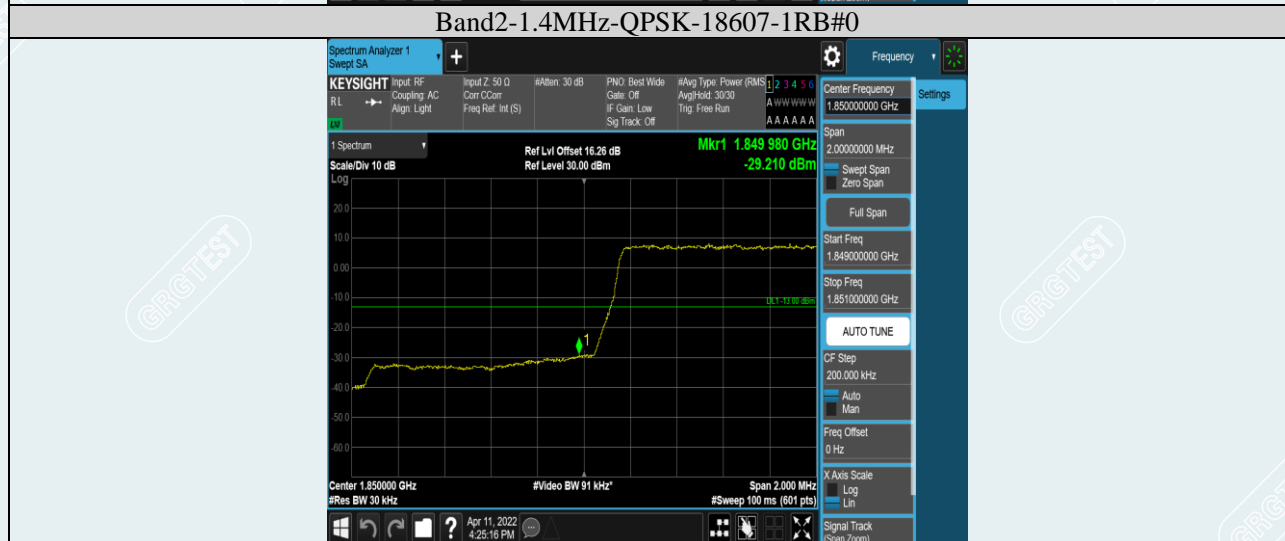 Band2-1.4MHz-QPSK-18607-1RB#0
Spectrum Analyzer 1
Swept SA
Frequency
KEYSIGHT
RL
LXI
Input: RF
Coupling: AC
Align: Light
Input Z: 50 Ω
Corr CCorr
Freq Ref: Int (S)
#Atten: 30 dB
PNO: Best Wide
Gate: Off
IF Gain: Low
Sig Track: Off
#Avg Type: Power (RMS
Avg|Hold: 30/30
Trig: Free Run
1 2 3 4 5 6
A W W W W W
A A A A A A
Center Frequency
1.850000000 GHz
Settings
1 Spectrum
Scale/Div 10 dB
Log
Ref Lvl Offset 16.26 dB
Ref Level 30.00 dBm
Mkr1 1.849 980 GHz
-29.210 dBm
Span
2.00000000 MHz
Swept Span
Zero Span
Full Span
Start Freq
1.849000000 GHz
Stop Freq
1.851000000 GHz
AUTO TUNE
CF Step
200.000 kHz
Auto
Man
Freq Offset
0 Hz
X Axis Scale
Log
Lin
Signal Track
(Span Zoom)
20.0
10.0
0.00
-10.0
DL1 -13.00 dBm
-20.0
1
-30.0
-40.0
-50.0
-60.0
Center 1.850000 GHz
#Res BW 30 kHz
#Video BW 91 kHz*
Span 2.000 MHz
#Sweep 100 ms (601 pts)
?
Apr 11, 2022
4:25:16 PM
GRGTEST
GRGTEST